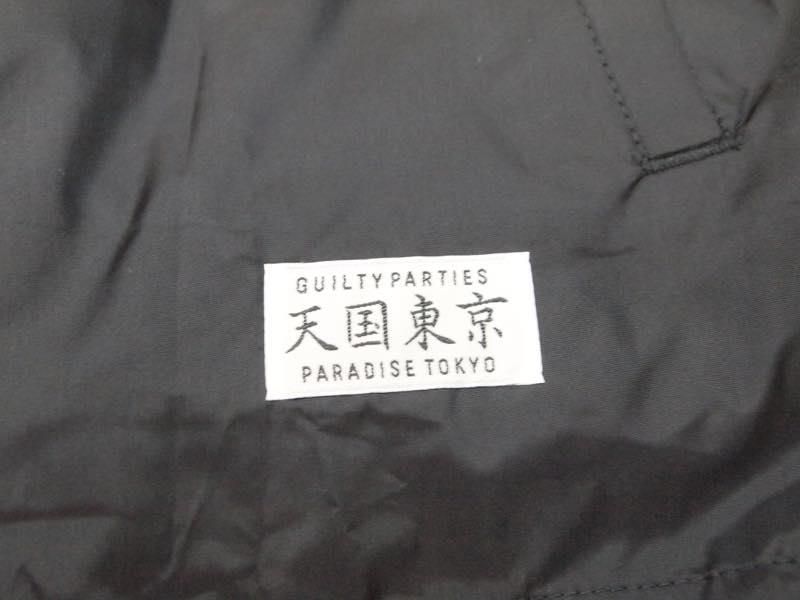 GUILTY PARTIES
天国東京
PARADISE TOKYO